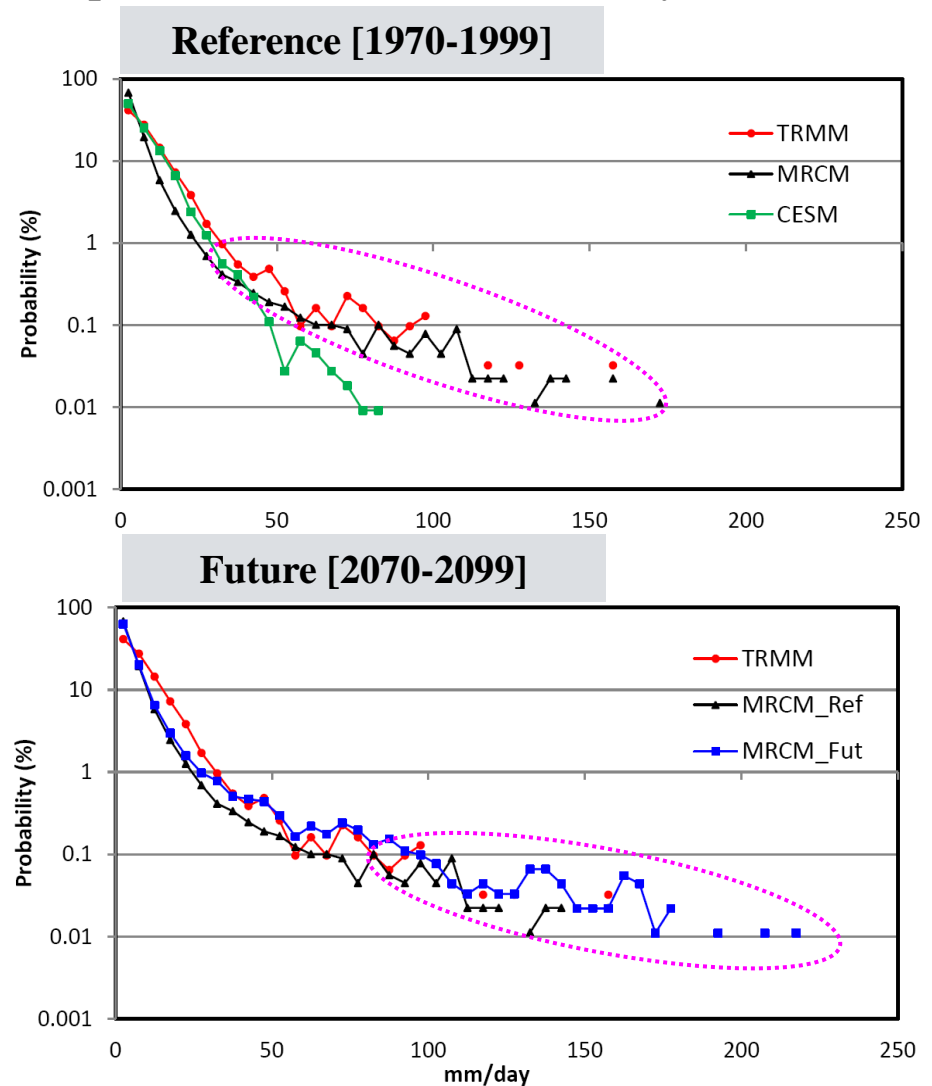 Reference [1970-1999]
100
10
1
0.1
0.01
0.001
Probability (%)
TRMM
MRCM
CESM
0 50 100 150 200 250
Future [2070-2099]
100
10
1
0.1
0.01
0.001
Probability (%)
TRMM
MRCM_Ref
MRCM_Fut
0 50 100 150 200 250
mm/day